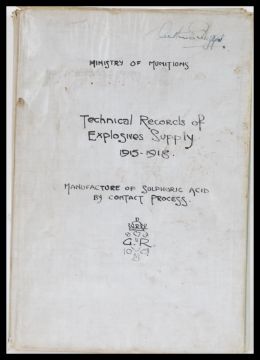 MINISTRY OF MUNITIONS
Technical Records of
Explosives Supply
1915-1918.
MANUFACTURE OF SULPHURIC ACID
BY CONTACT PROCESS.
G R